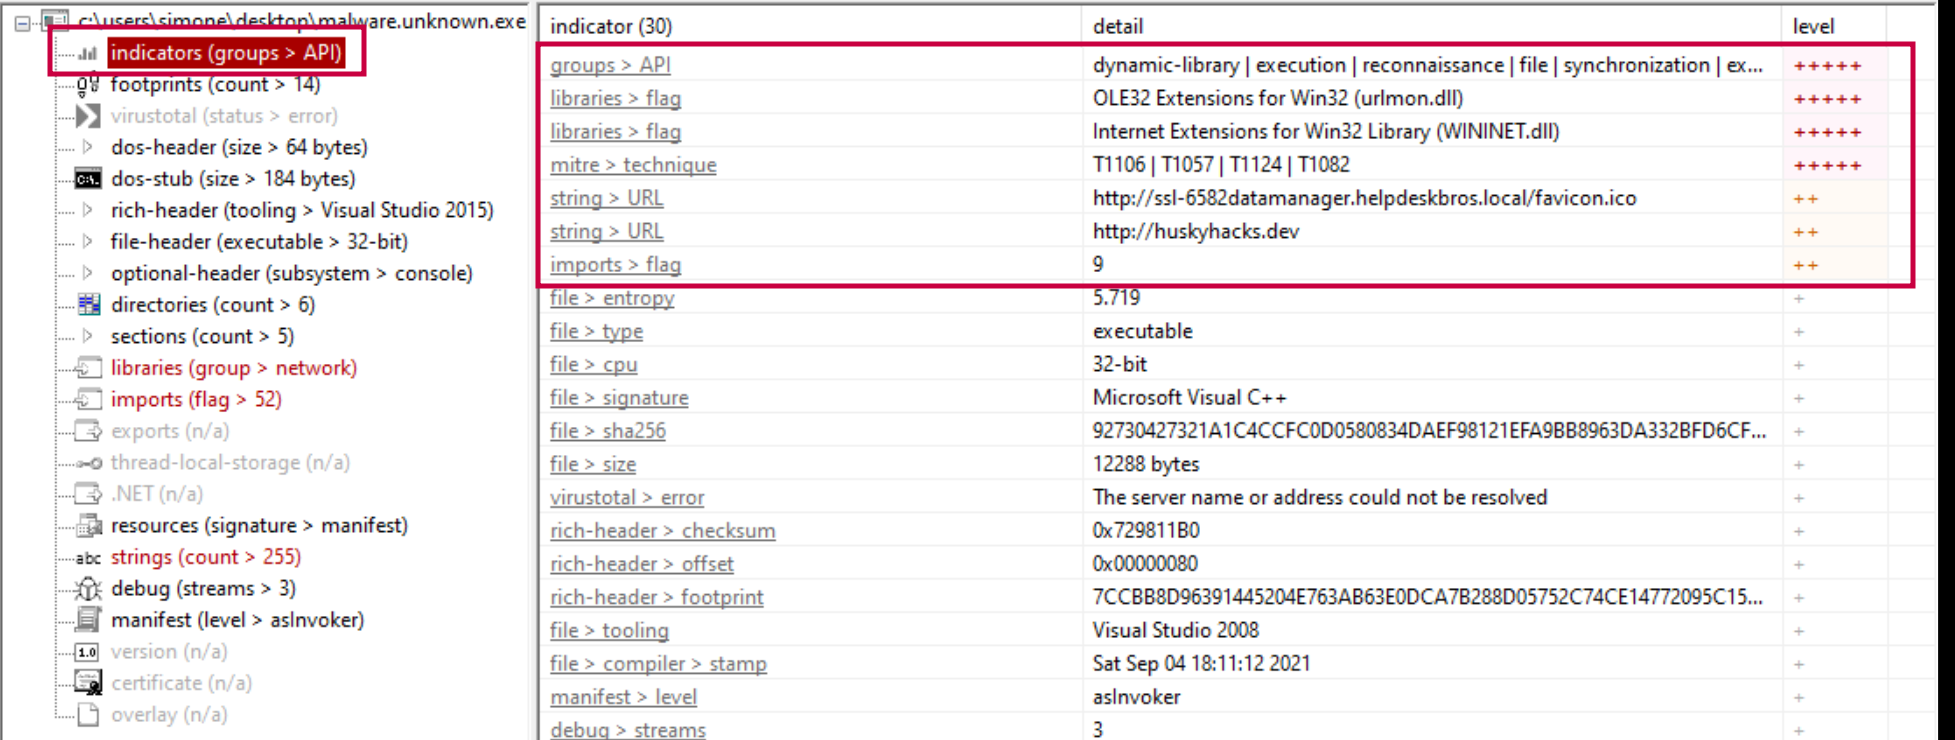 c:\users\simone\desktop\malware.unknown.exe
indicators (groups > API)
footprints (count > 14)
virustotal (status > error)
dos-header (size > 64 bytes)
dos-stub (size > 184 bytes)
rich-header (tooling > Visual Studio 2015)
file-header (executable > 32-bit)
optional-header (subsystem > console)
directories (count > 6)
sections (count > 5)
libraries (group > network)
imports (flag > 52)
exports (n/a)
thread-local-storage (n/a)
.NET (n/a)
resources (signature > manifest)
abc strings (count > 255)
debug (streams > 3)
manifest (level > asInvoker)
1.0 version (n/a)
certificate (n/a)
overlay (n/a)
indicator (30) detail level
groups > API dynamic-library | execution | reconnaissance | file | synchronization | ex... +++++
libraries > flag OLE32 Extensions for Win32 (urlmon.dll) +++++
libraries > flag Internet Extensions for Win32 Library (WININET.dll) +++++
mitre > technique T1106 | T1057 | T1124 | T1082 +++++
string > URL http://ssl-6582datamanager.helpdeskbros.local/favicon.ico ++
string > URL http://huskyhacks.dev ++
imports > flag 9 ++
file > entropy 5.719 +
file > type executable +
file > cpu 32-bit +
file > signature Microsoft Visual C++ +
file > sha256 92730427321A1C4CCFC0D0580834DAEF98121EFA9BB8963DA332BFD6CF... +
file > size 12288 bytes +
virustotal > error The server name or address could not be resolved +
rich-header > checksum 0x729811B0 +
rich-header > offset 0x00000080 +
rich-header > footprint 7CCBB8D96391445204E763AB63E0DCA7B288D05752C74CE14772095C15... +
file > tooling Visual Studio 2008 +
file > compiler > stamp Sat Sep 04 18:11:12 2021 +
manifest > level asInvoker +
debug > streams 3